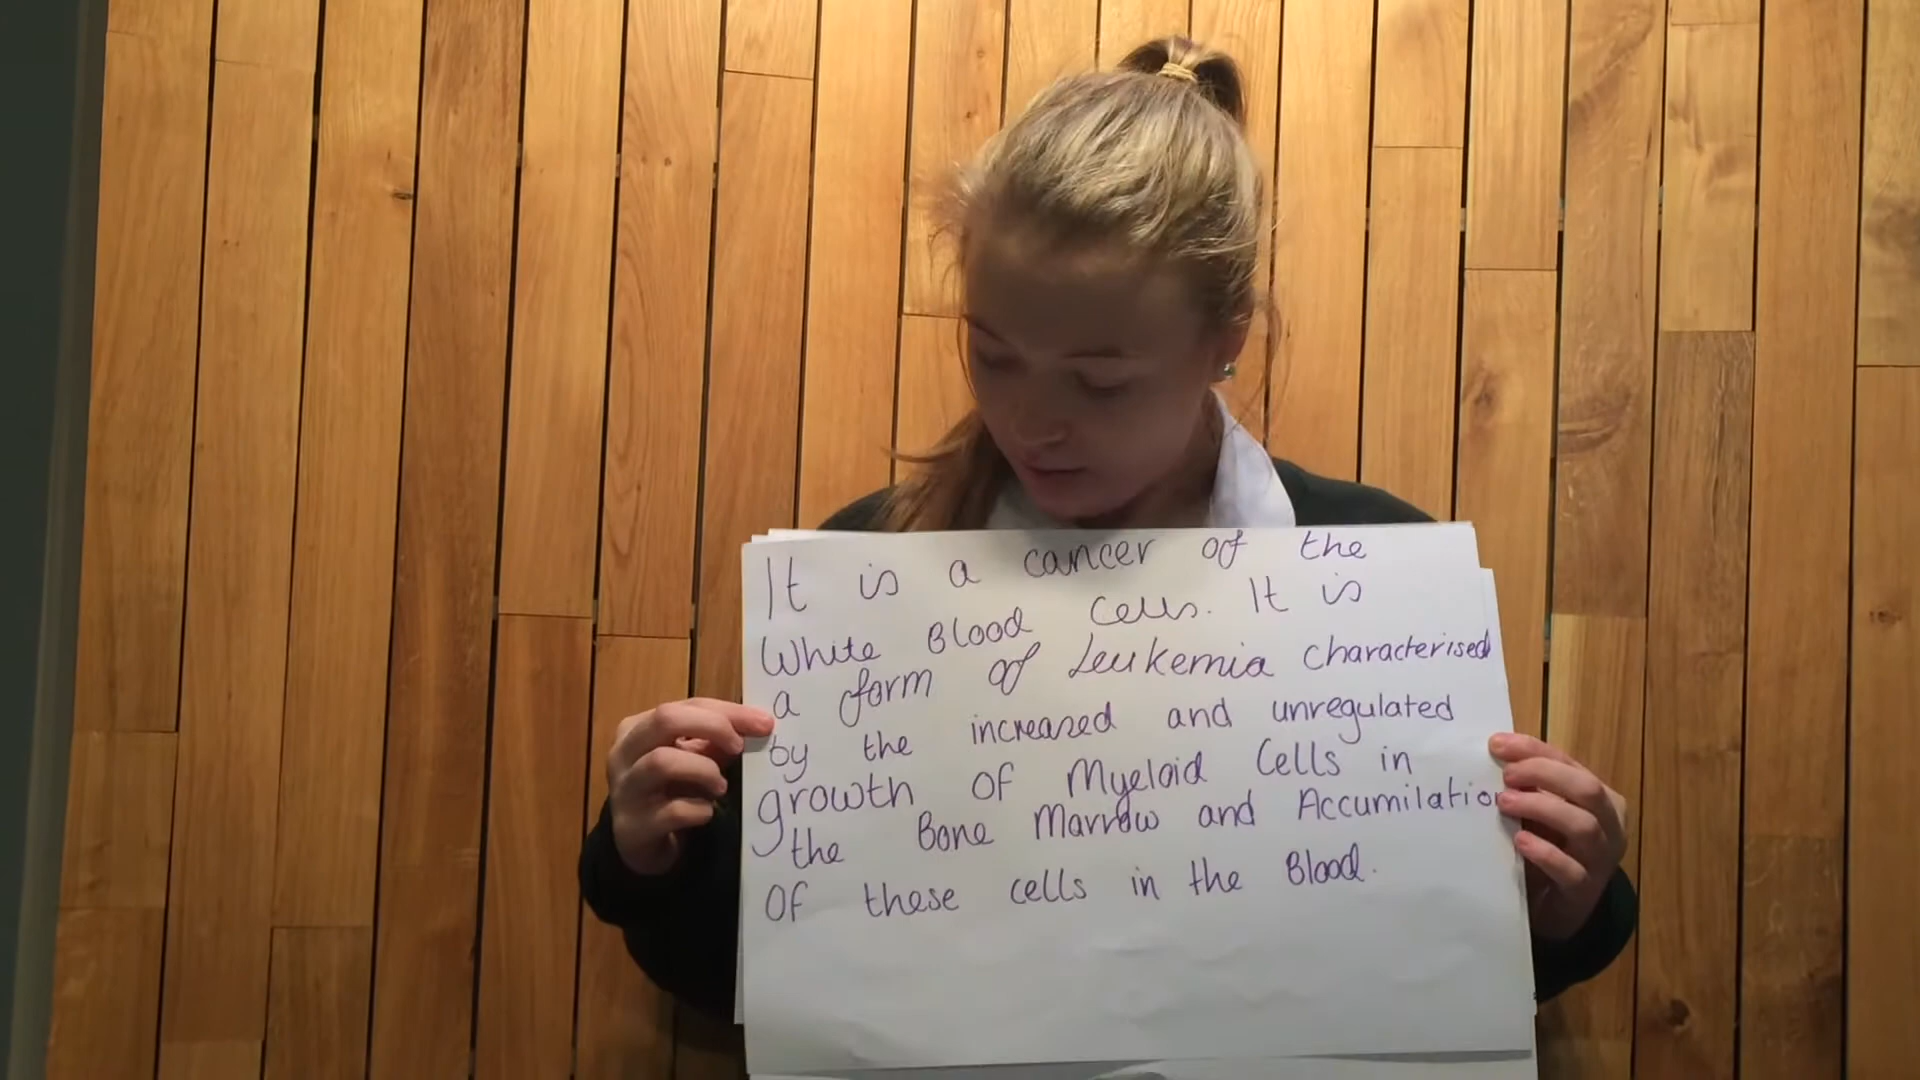 It is a cancer of the
White Blood Cells. It is
a form of Leukemia characterised
by the increased and unregulated
growth OF Myeloid Cells in
the Bone Marrow and Accumilation
OF these cells in the Blood.